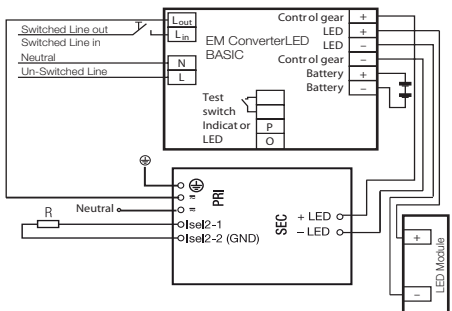 Switched Line out
Switched Line in
Neutral
Un-Switched Line
Lout
Lin
N
L
EM ConverterLED
BASIC
Test
switch
Indicator
LED
P
O
Control gear +
LED +
LED –
Control gear –
Battery +
Battery –
PRI
Neutral
R
Isel2-1
Isel2-2 (GND)
SEC
+ LED
– LED
+
–
LED Module